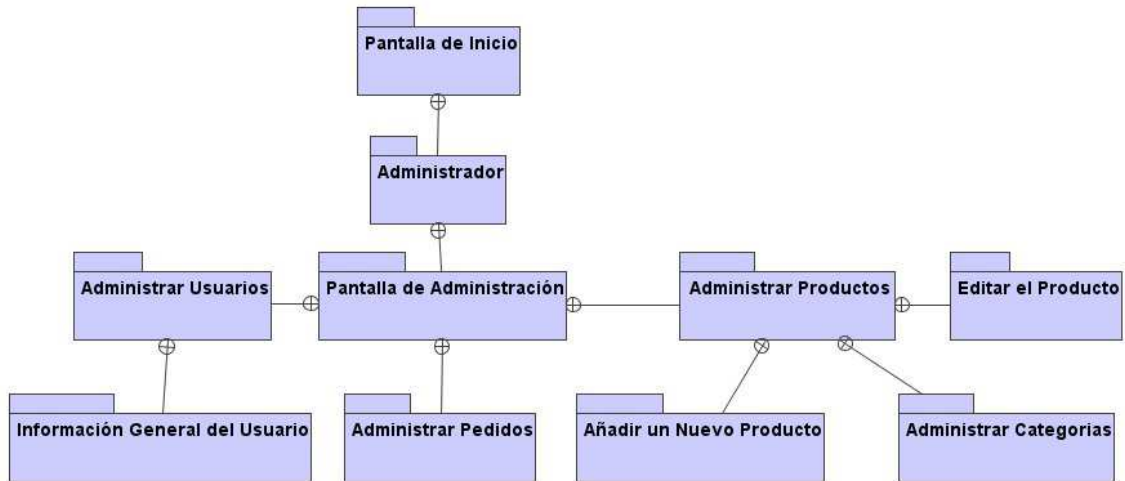 Pantalla de Inicio
Administrador
Administrar Usuarios
Pantalla de Administración
Administrar Productos
Editar el Producto
Información General del Usuario
Administrar Pedidos
Añadir un Nuevo Producto
Administrar Categorias